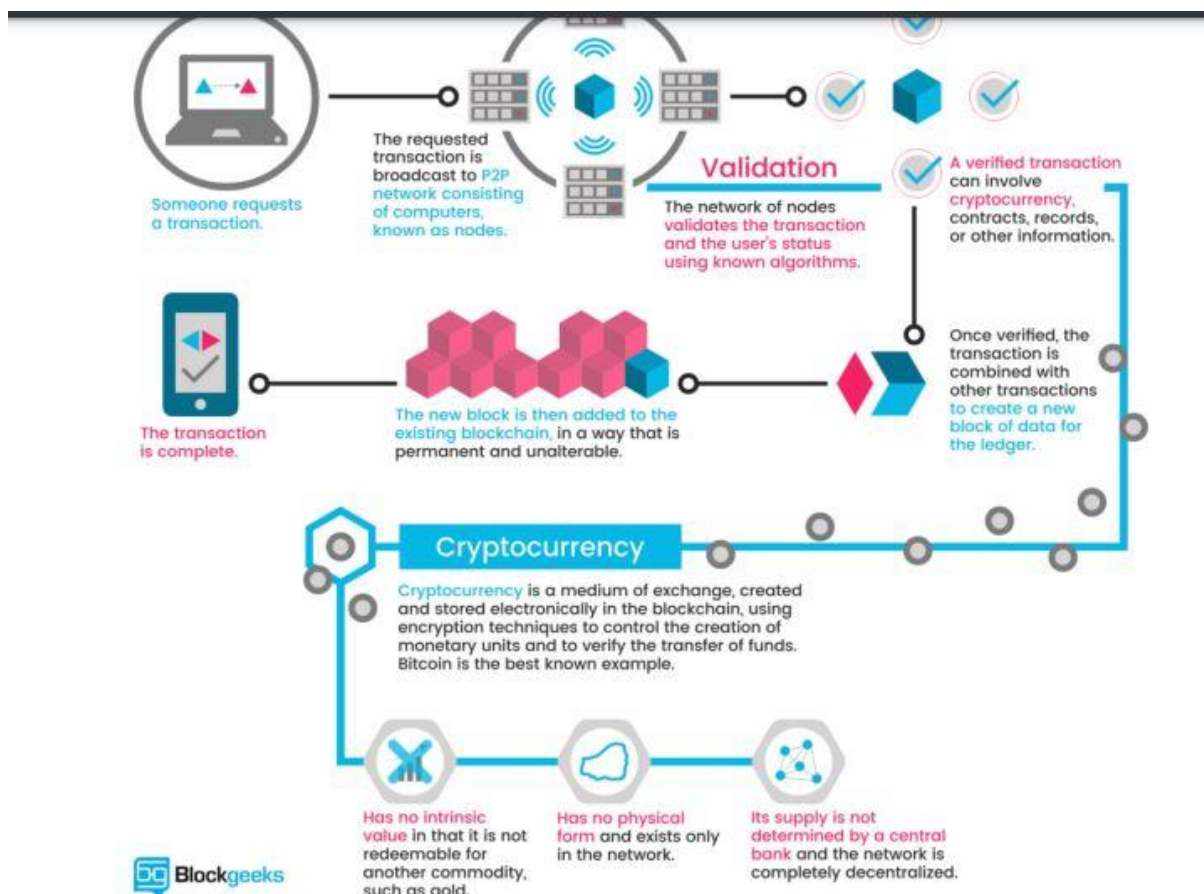 Someone requests
a transaction.
The requested
transaction is
broadcast to P2P
network consisting
of computers,
known as nodes.
Validation
The network of nodes
validates the transaction
and the user's status
using known algorithms.
A verified transaction
can involve
cryptocurrency,
contracts, records,
or other information.
Once verified, the
transaction is
combined with
other transactions
to create a new
block of data for
the ledger.
The new block is then added to the
existing blockchain, in a way that is
permanent and unalterable.
The transaction
is complete.
Cryptocurrency
Cryptocurrency is a medium of exchange, created
and stored electronically in the blockchain, using
encryption techniques to control the creation of
monetary units and to verify the transfer of funds.
Bitcoin is the best known example.
Has no intrinsic
value in that it is not
redeemable for
another commodity,
such as gold.
Has no physical
form and exists only
in the network.
Its supply is not
determined by a central
bank and the network is
completely decentralized.
bg Blockgeeks